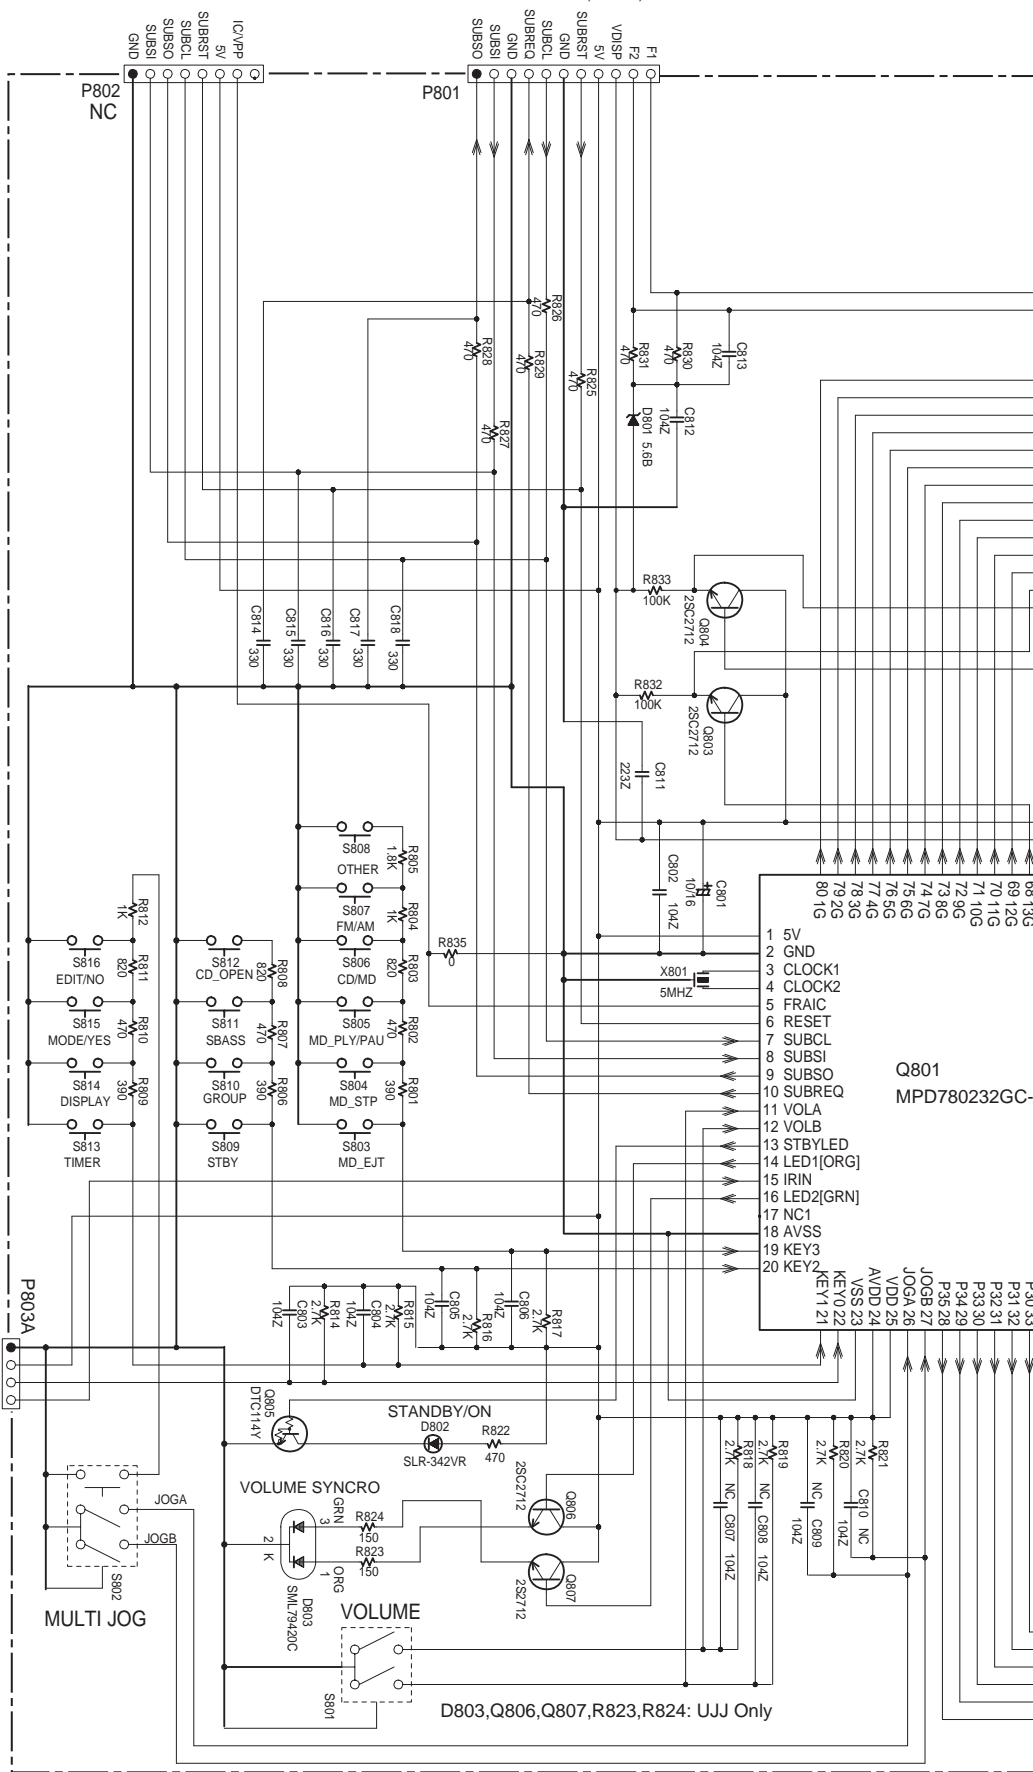 GND
SUBSI
SUBSO
SUBCL
SUBRST
5V
IC/VPP
P802
NC
SUBSO
SUBSI
GND
SUBREQ
SUBCL
GND
SUBRST
5V
VDISP
F2
F1
P801
R826
470
R828
470
R829
470
R825
470
R827
470
R831
470
R830
470
C813
104Z
D801 5.6B
C812
104Z
R833
100K
Q804
2SC2712
R832
100K
Q803
2SC2712
C814
330
C815
330
C816
330
C817
330
C818
330
C811
223Z
C802
104Z
C801
10/16
S808
OTHER
R805
1.8K
S807
FM/AM
R804
1K
S806
CD/MD
R803
820
S805
MD_PLY/PAU
R802
470
S804
MD_STP
R801
390
S803
MD_EJT
R812
1K
S816
EDIT/NO
R811
820
S815
MODE/YES
R810
470
S814
DISPLAY
R809
390
S813
TIMER
S812
CD_OPEN
R808
820
S811
SBASS
R807
470
S810
GROUP
R806
390
S809
STBY
R835
0
X801
5MHZ
80 1G
79 2G
78 3G
77 4G
76 5G
75 6G
74 7G
73 8G
72 9G
71 10G
70 11G
69 12G
68 13G
1 5V
2 GND
3 CLOCK1
4 CLOCK2
5 FRAIC
6 RESET
7 SUBCL
8 SUBSI
9 SUBSO
10 SUBREQ
11 VOLA
12 VOLB
13 STBYLED
14 LED1[ORG]
15 IRIN
16 LED2[GRN]
17 NC1
18 AVSS
19 KEY3
20 KEY2
Q801
MPD780232GC-
KEY1 21
KEY0 22
VSS 23
AVDD 24
VDD 25
JOGA 26
JOGB 27
P35 28
P34 29
P33 30
P32 31
P31 32
P30 33
P803A
C803
104Z
R814
2.7K
C804
104Z
R815
2.7K
C805
104Z
R816
2.7K
C806
104Z
R817
2.7K
Q805
DTC114Y
STANDBY/ON
D802
SLR-342VR
R822
470
VOLUME SYNCRO
GRN
3
2
K
ORG
1
D803
SML79420C
R824
150
R823
150
2SC2712
Q806
Q807
2S2712
R818
2.7K
R819
2.7K
R820
2.7K
R821
2.7K
NC C807 104Z
NC C808 104Z
NC C809 104Z
C810 NC
104Z
JOGA
JOGB
S802
MULTI JOG
VOLUME
S801
D803,Q806,Q807,R823,R824: UJJ Only